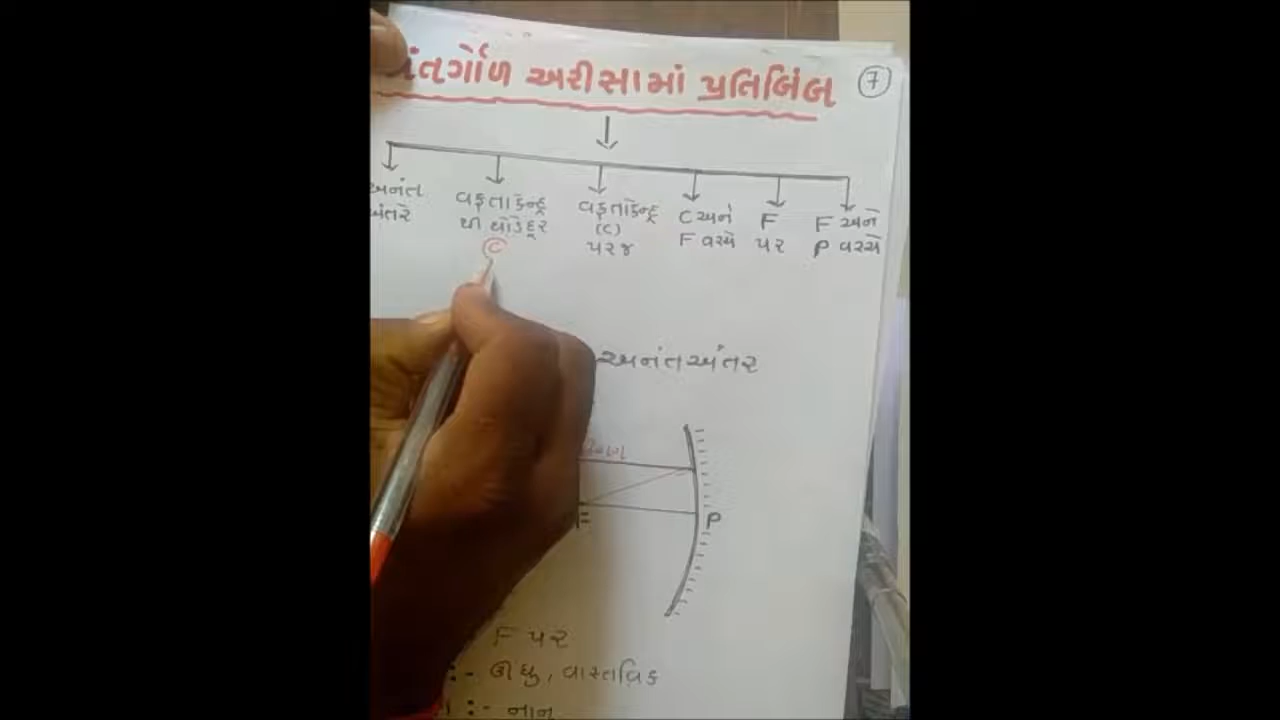 અંતર્ગોળ અરીસામાં પ્રતિબિંબ 7
અનંત અંતરે
વક્રતાકેન્દ્ર થી થોડેદૂર C
વક્રતાકેન્દ્ર (C) પર જ
C અને F વચ્ચે
F પર
F અને P વચ્ચે
અનંતઅંતર
F P
F પર
:- ઊંધુ, વાસ્તવિક
:- નાનુ